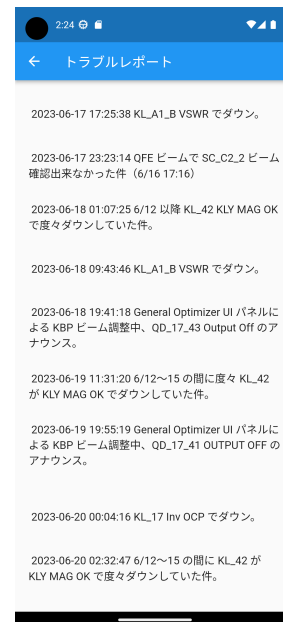 2:24
トラブルレポート
2023-06-17 17:25:38 KL_A1_B VSWR でダウン。
2023-06-17 23:23:14 QFE ビームで SC_C2_2 ビーム
確認出来なかった件（6/16 17:16）
2023-06-18 01:07:25 6/12 以降 KL_42 KLY MAG OK
で度々ダウンしていた件。
2023-06-18 09:43:46 KL_A1_B VSWR でダウン。
2023-06-18 19:41:18 General Optimizer UI パネルに
よる KBP ビーム調整中、QD_17_43 Output Off のア
ナウンス。
2023-06-19 11:31:20 6/12〜15 の間に度々 KL_42
が KLY MAG OK でダウンしていた件。
2023-06-19 19:55:19 General Optimizer UI パネルに
よる KBP ビーム調整中、QD_17_41 OUTPUT OFF の
アナウンス。
2023-06-20 00:04:16 KL_17 Inv OCP でダウン。
2023-06-20 02:32:47 6/12〜15 の間に KL_42 が
KLY MAG OK で度々ダウンしていた件。